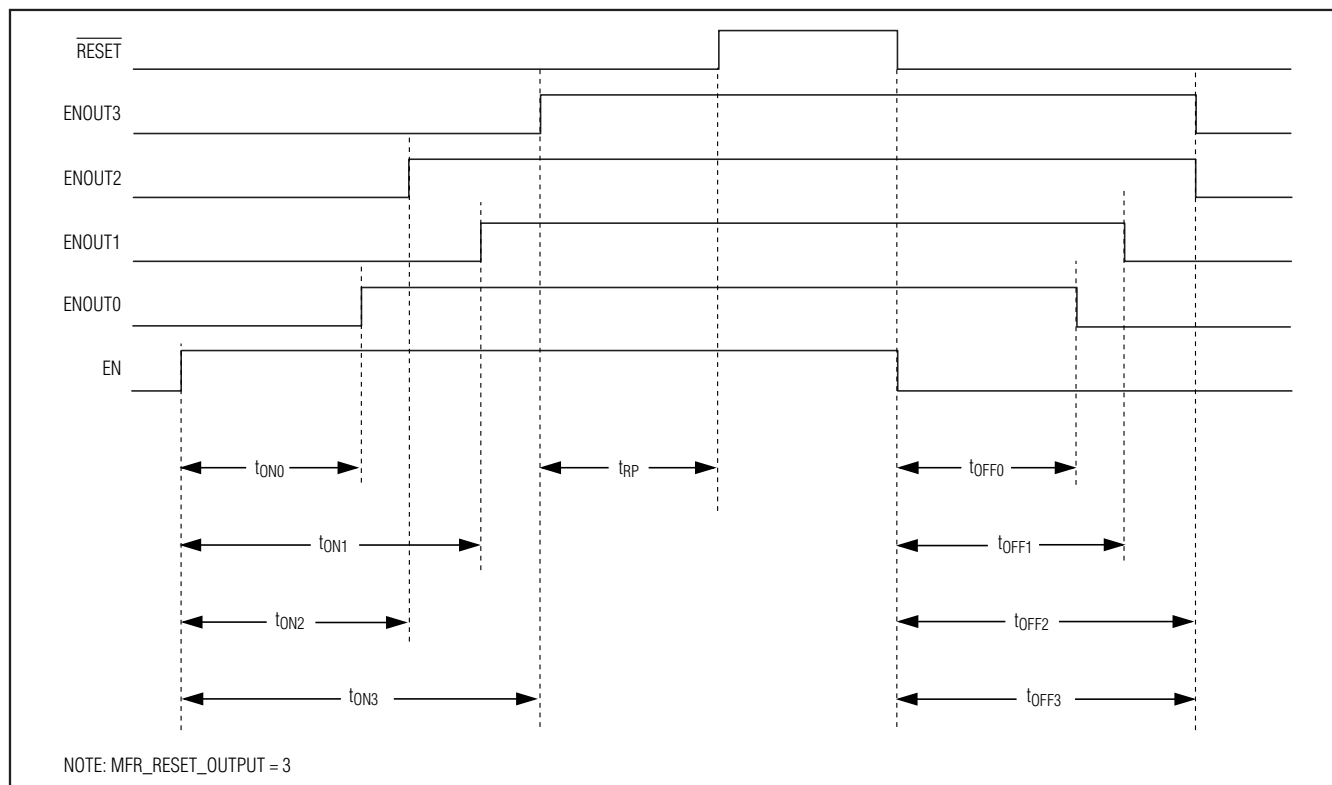 RESET
ENOUT3
ENOUT2
ENOUT1
ENOUT0
EN
tON0 tRP tOFF0
tON1 tOFF1
tON2 tOFF2
tON3 tOFF3
NOTE: MFR_RESET_OUTPUT = 3